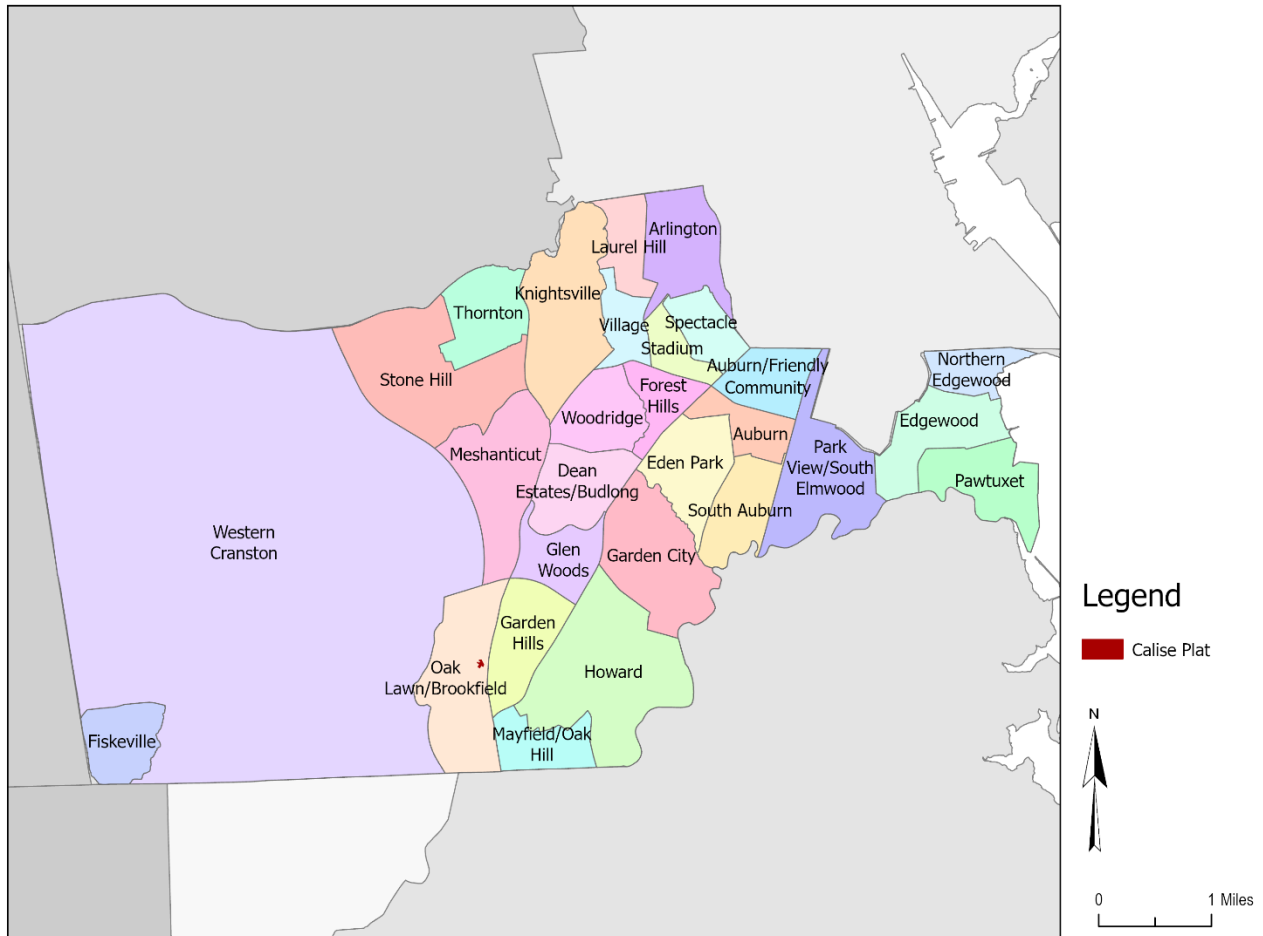 Arlington
Laurel Hill
Knightsville
Thornton
Village
Spectacle
Stadium
Auburn/Friendly
Community
Northern
Edgewood
Stone Hill
Forest
Hills
Woodridge
Edgewood
Auburn
Park
View/South
Elmwood
Meshanticut
Eden Park
Dean
Estates/Budlong
Pawtuxet
South Auburn
Western
Cranston
Glen
Woods
Garden City
Garden
Hills
Oak
Lawn/Brookfield
Howard
Fiskeville
Mayfield/Oak
Hill
Legend
Calise Plat
N
0 1 Miles